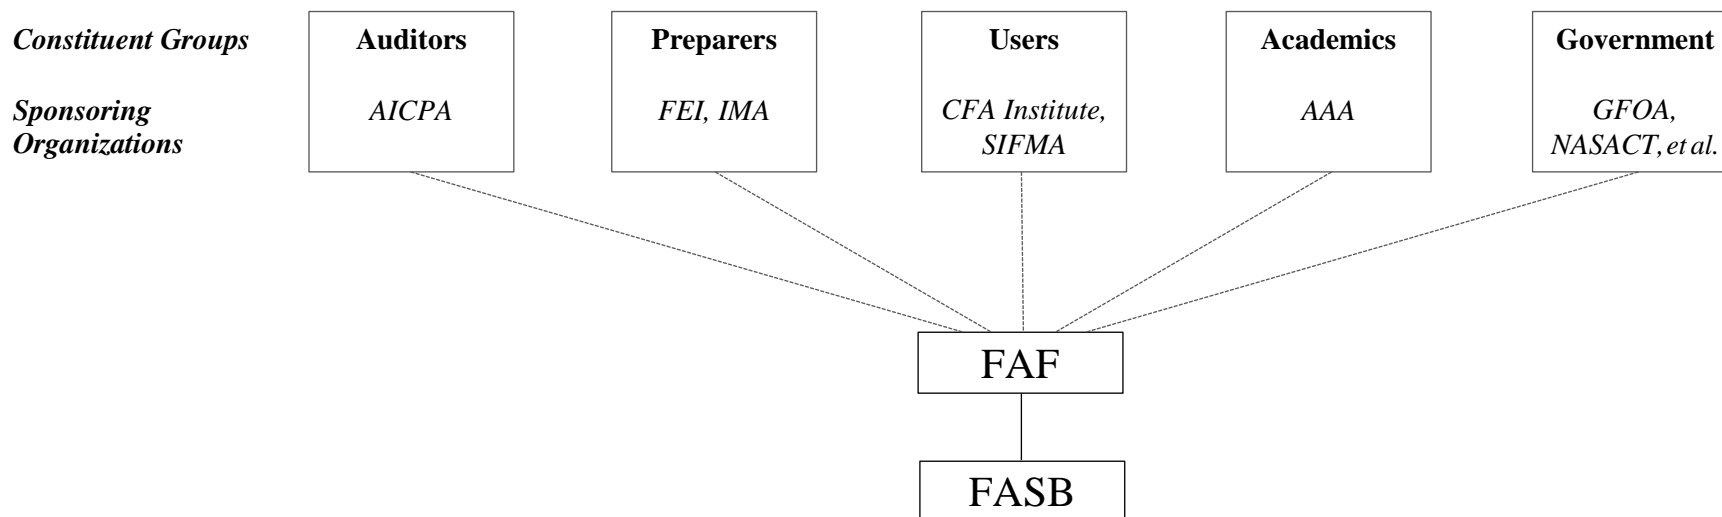 Constituent Groups Auditors Preparers Users Academics Government
Sponsoring AICPA FEI, IMA CFA Institute, AAA GFOA,
Organizations SIFMA NASACT, et al.
FAF
FASB